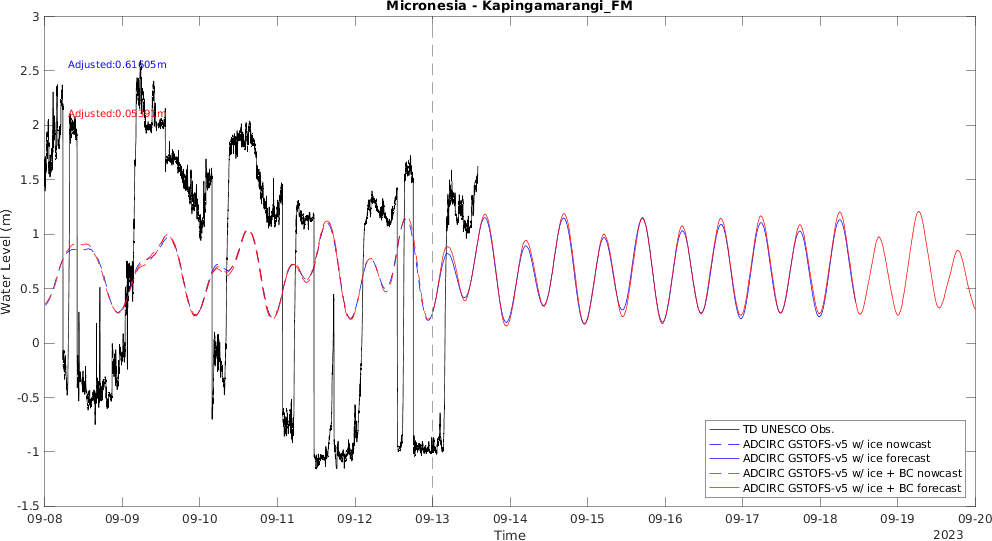 Micronesia - Kapingamarangi_FM
3
2.5
2
1.5
1
0.5
0
-0.5
-1
-1.5
Water Level (m)
Adjusted:0.61605m
TD UNESCO Obs.
ADCIRC GSTOFS-v5 w/ ice nowcast
ADCIRC GSTOFS-v5 w/ ice forecast
ADCIRC GSTOFS-v5 w/ ice + BC nowcast
ADCIRC GSTOFS-v5 w/ ice + BC forecast
09-08 09-09 09-10 09-11 09-12 09-13 09-14 09-15 09-16 09-17 09-18 09-19 09-20
Time
2023